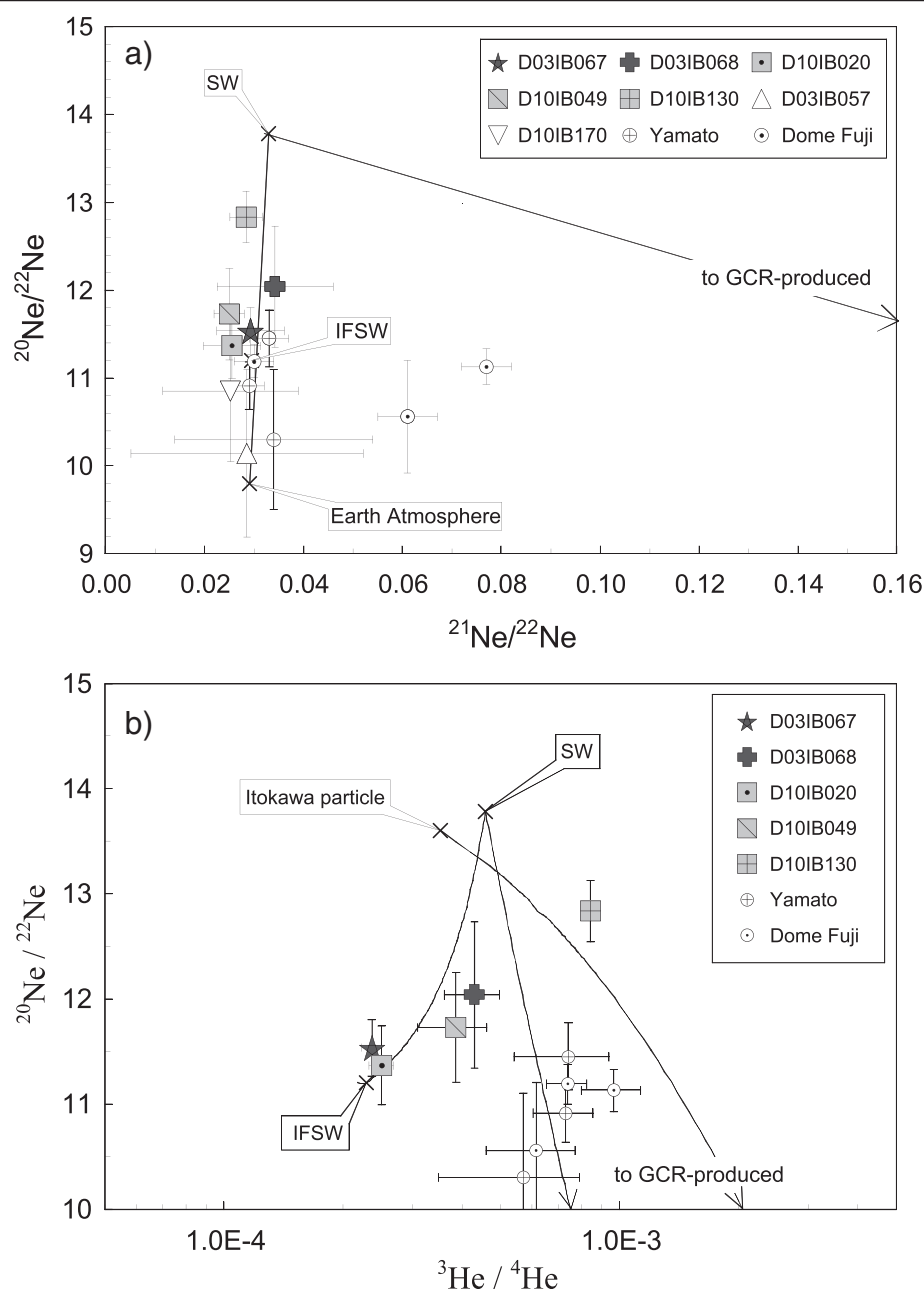 a)
D03IB067 D03IB068 D10IB020
D10IB049 D10IB130 D03IB057
D10IB170 Yamato Dome Fuji
SW
to GCR-produced
IFSW
Earth Atmosphere
15
14
13
12
11
10
9
²⁰Ne/²²Ne
0.00 0.02 0.04 0.06 0.08 0.10 0.12 0.14 0.16
²¹Ne/²²Ne
b)
D03IB067
D03IB068
D10IB020
D10IB049
D10IB130
Yamato
Dome Fuji
SW
Itokawa particle
IFSW
to GCR-produced
15
14
13
12
11
10
²⁰Ne / ²²Ne
1.0E-4 1.0E-3
³He / ⁴He